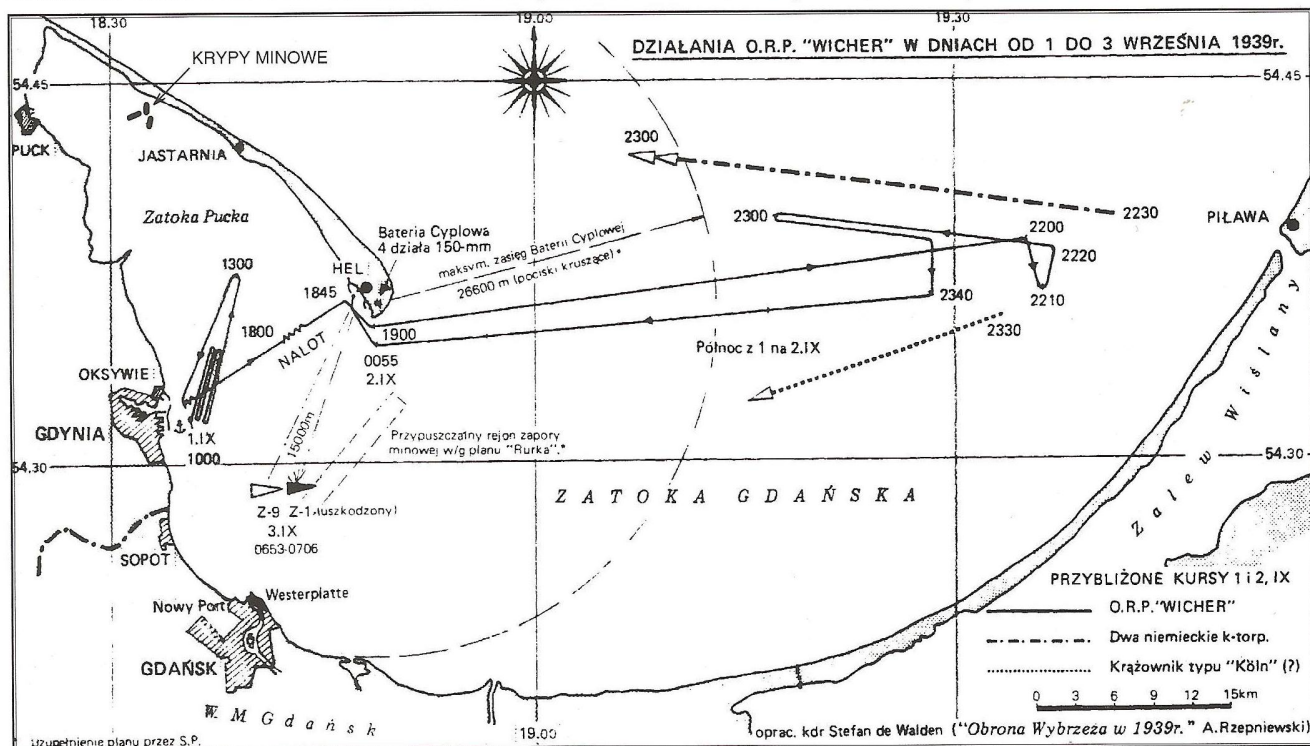 18.30
19.00
19.30
DZIAŁANIA O.R.P. "WICHER" W DNIACH OD 1 DO 3 WRZEŚNIA 1939r.
KRYPY MINOWE
54.45
54.45
PUCK
JASTARNIA
2300
2230
Zatoka Pucka
Bateria Cyplowa
4 działa 150-mm
HEL
maksym. zasięg Baterii Cyplowej
26600 m (pociski kruszące)*
2300
2200
2220
2210
PIŁAWA
1300
1845
1800
NALOT
1900
2340
2330
0055
2.IX
Północ z 1 na 2.IX
OKSYWIE
GDYNIA
1.IX
1000
15000m
Przypuszczalny rejon zapory
minowej w/g planu "Rurka".*
54.30
54.30
ZATOKA GDAŃSKA
Zalew Wiślany
Z-9 Z-1 (uszkodzony)
3.IX
0653-0706
SOPOT
Nowy Port
Westerplatte
GDAŃSK
W. M Gdańsk
PRZYBLIŻONE KURSY 1 i 2, IX
O.R.P. "WICHER"
Dwa niemieckie k-torp.
Krążownik typu "Köln" (?)
0 3 6 9 12 15km
19.00
oprac. kdr Stefan de Walden ("Obrona Wybrzeża w 1939r." A.Rzepniewski)
Uzupełnienie planu przez S.P.